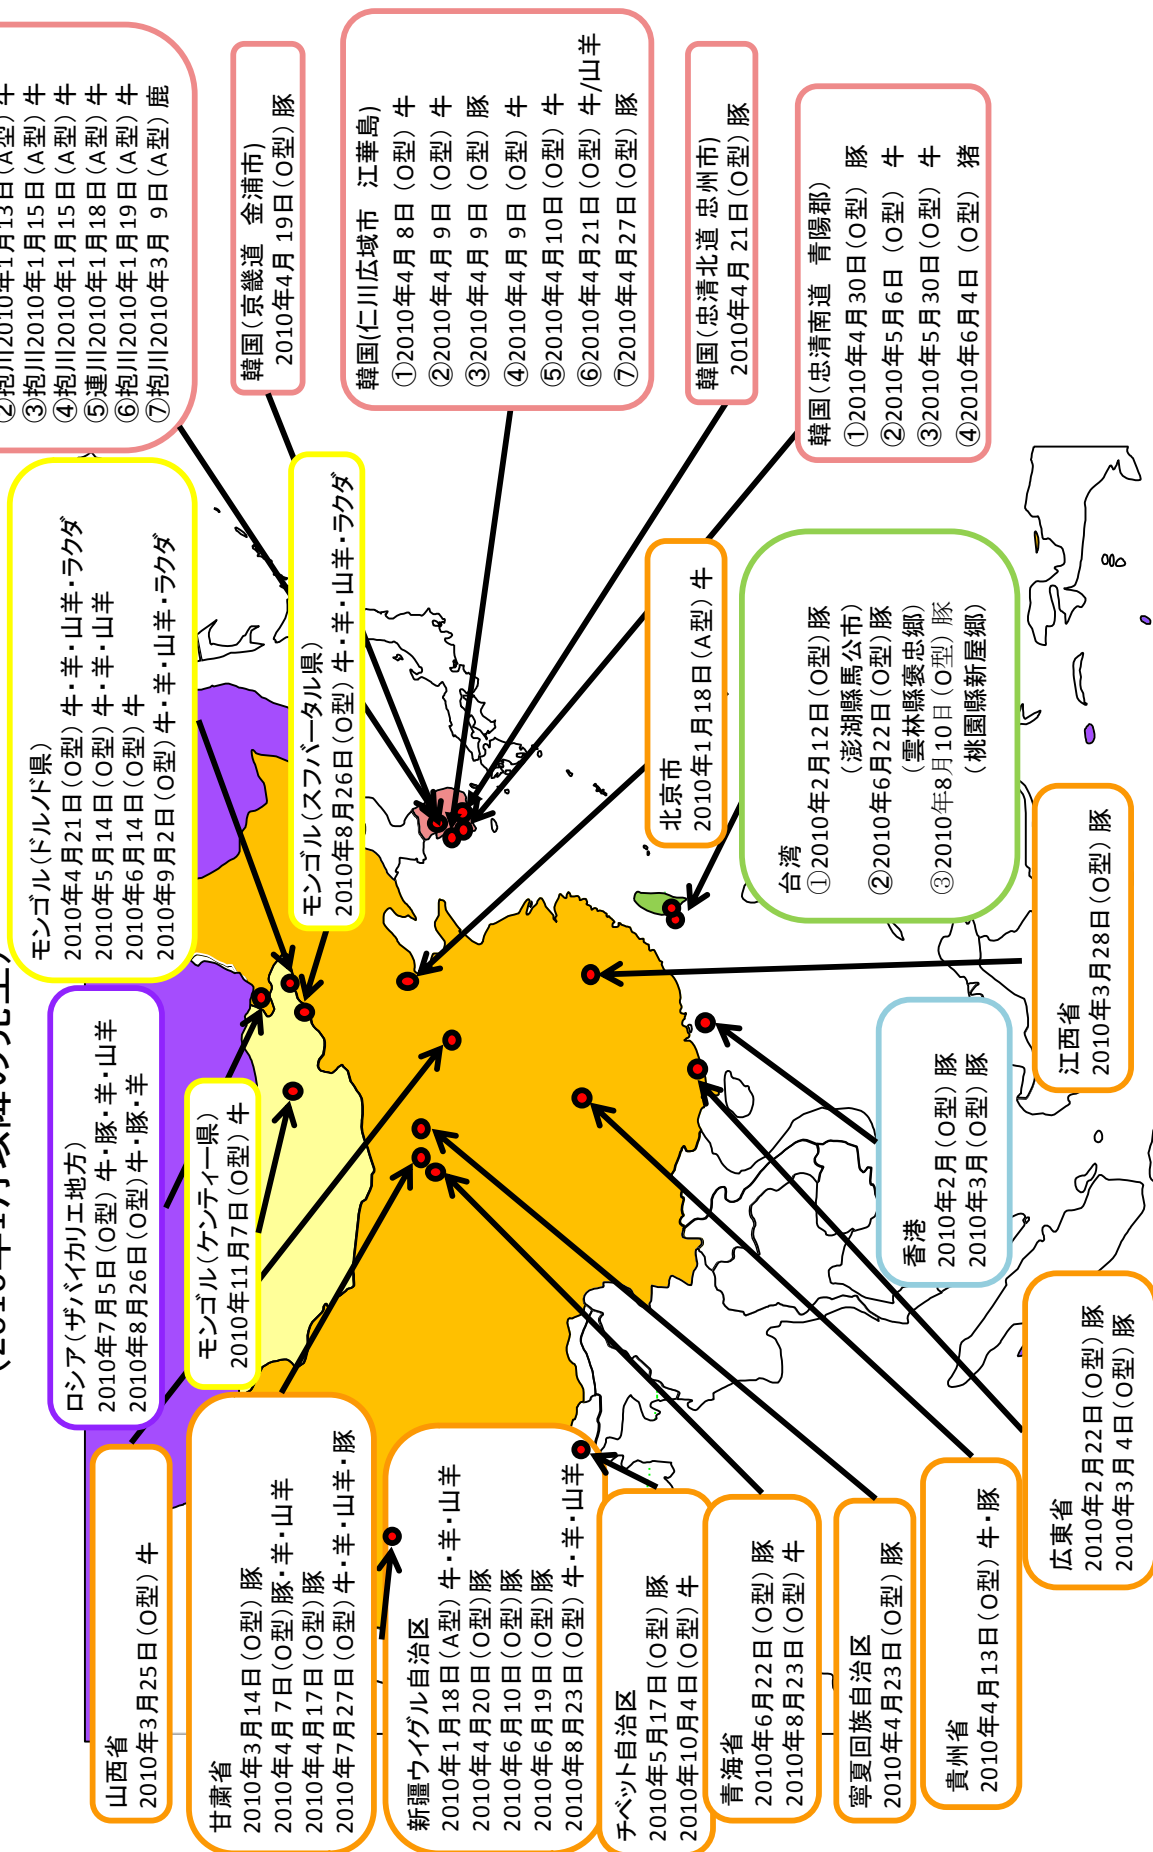 (2010年1月以降の発生)
山西省
2010年3月25日(O型) 牛
甘粛省
2010年3月14日(O型) 豚
2010年4月 7日(O型)豚・羊・山羊
2010年4月17日(O型) 豚
2010年7月27日(O型) 牛・羊・山羊・豚
新疆ウイグル自治区
2010年1月18日(A型) 牛・羊・山羊
2010年4月20日(O型)豚
2010年6月10日(O型)豚
2010年6月19日(O型)豚
2010年8月23日(O型) 牛・羊・山羊
チベット自治区
2010年5月17日(O型) 豚
2010年10月4日(O型) 牛
青海省
2010年6月22日(O型) 豚
2010年8月23日(O型) 牛
寧夏回族自治区
2010年4月23日(O型) 豚
貴州省
2010年4月13日(O型) 牛・豚
広東省
2010年2月22日(O型) 豚
2010年3月 4日(O型) 豚
ロシア(ザバイカリエ地方)
2010年7月5日(O型) 牛・豚・羊・山羊
2010年8月26日(O型)牛・豚・羊
モンゴル(ケンティー県)
2010年11月7日(O型) 牛
香港
2010年2月(O型) 豚
2010年3月(O型) 豚
江西省
2010年3月28日(O型) 豚
モンゴル(ドルノド県)
2010年4月21日(O型) 牛・羊・山羊・ラクダ
2010年5月14日(O型) 牛・羊・山羊
2010年6月14日(O型) 牛
2010年9月2日(O型) 牛・羊・山羊・ラクダ
モンゴル(スフバータル県)
2010年8月26日(O型) 牛・羊・山羊・ラクダ
北京市
2010年1月18日(A型) 牛
台湾
①2010年2月12日(O型) 豚
(澎湖縣馬公市)
②2010年6月22日(O型)豚
(雲林縣褒忠郷)
③2010年8月10日(O型) 豚
(桃園縣新屋郷)
②抱川2010年1月13日(A型) 牛
③抱川2010年1月15日(A型) 牛
④抱川2010年1月15日(A型) 牛
⑤連川2010年1月18日(A型) 牛
⑥抱川2010年1月19日(A型) 牛
⑦抱川2010年3月 9日(A型) 鹿
韓国(京畿道 金浦市)
2010年4月 19日(O型) 豚
韓国(仁川広域市 江華島)
①2010年4月 8日 (O型) 牛
②2010年4月 9日 (O型) 牛
③2010年4月 9日 (O型) 豚
④2010年4月 9日 (O型) 牛
⑤2010年4月10日(O型) 牛
⑥2010年4月21日(O型) 牛/山羊
⑦2010年4月27日(O型) 豚
韓国(忠清北道 忠州市)
2010年4月 21日(O型) 豚
韓国(忠清南道 青陽郡)
①2010年4月30日(O型) 豚
②2010年5月6日 (O型) 牛
③2010年5月30日(O型) 牛
④2010年6月4日 (O型) 猪